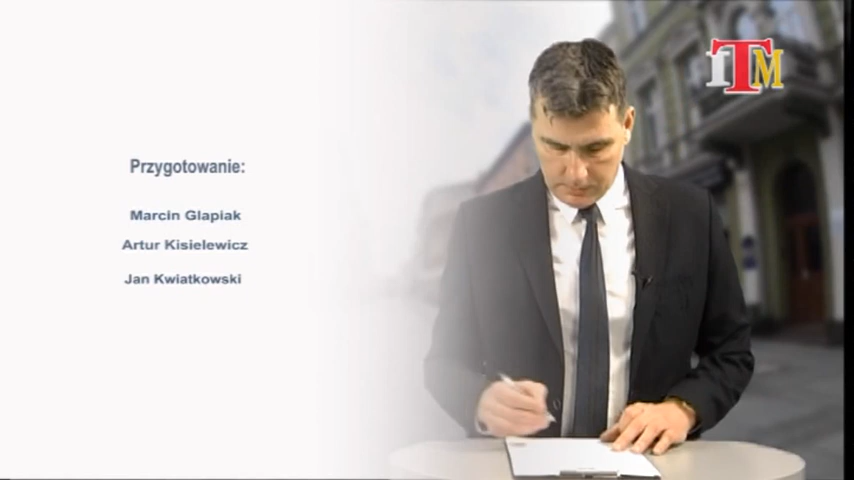 Przygotowanie:
Marcin Glapiak
Artur Kisielewicz
Jan Kwiatkowski
ITM